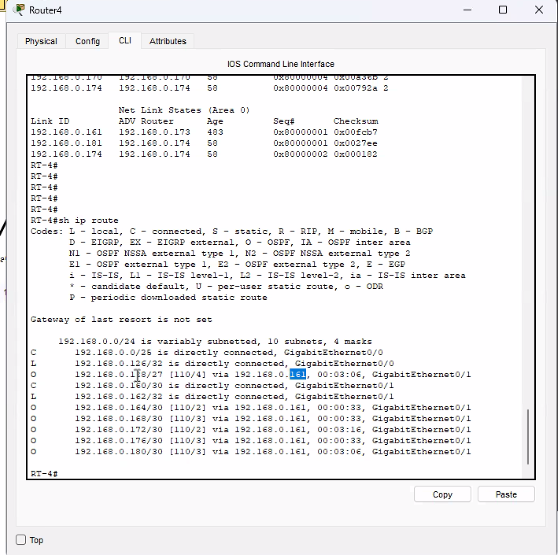 Router4
Physical Config CLI Attributes
IOS Command Line Interface
192.168.0.170 192.168.0.170 58 0x80000004 0x00a36b 2
192.168.0.174 192.168.0.174 58 0x80000004 0x00792a 2
Net Link States (Area 0)
Link ID ADV Router Age Seq# Checksum
192.168.0.161 192.168.0.173 483 0x80000001 0x00fcb7
192.168.0.181 192.168.0.174 58 0x80000001 0x0027ee
192.168.0.174 192.168.0.174 58 0x80000002 0x000182
RT-4#
RT-4#
RT-4#
RT-4#
RT-4#
RT-4#sh ip route
Codes: L - local, C - connected, S - static, R - RIP, M - mobile, B - BGP
D - EIGRP, EX - EIGRP external, O - OSPF, IA - OSPF inter area
N1 - OSPF NSSA external type 1, N2 - OSPF NSSA external type 2
E1 - OSPF external type 1, E2 - OSPF external type 2, E - EGP
i - IS-IS, L1 - IS-IS level-1, L2 - IS-IS level-2, ia - IS-IS inter area
* - candidate default, U - per-user static route, o - ODR
P - periodic downloaded static route
Gateway of last resort is not set
192.168.0.0/24 is variably subnetted, 10 subnets, 4 masks
C 192.168.0.0/25 is directly connected, GigabitEthernet0/0
L 192.168.0.126/32 is directly connected, GigabitEthernet0/0
O [110/4] via 192.168.0.161, 00:03:06, GigabitEthernet0/1
C 192.168.0.160/30 is directly connected, GigabitEthernet0/1
L 192.168.0.162/32 is directly connected, GigabitEthernet0/1
O 192.168.0.164/30 [110/2] via 192.168.0.161, 00:00:33, GigabitEthernet0/1
O 192.168.0.168/30 [110/3] via 192.168.0.161, 00:00:33, GigabitEthernet0/1
O 192.168.0.172/30 [110/2] via 192.168.0.161, 00:03:16, GigabitEthernet0/1
O 192.168.0.176/30 [110/3] via 192.168.0.161, 00:00:33, GigabitEthernet0/1
O 192.168.0.180/30 [110/3] via 192.168.0.161, 00:03:06, GigabitEthernet0/1
RT-4#
Copy Paste
Top